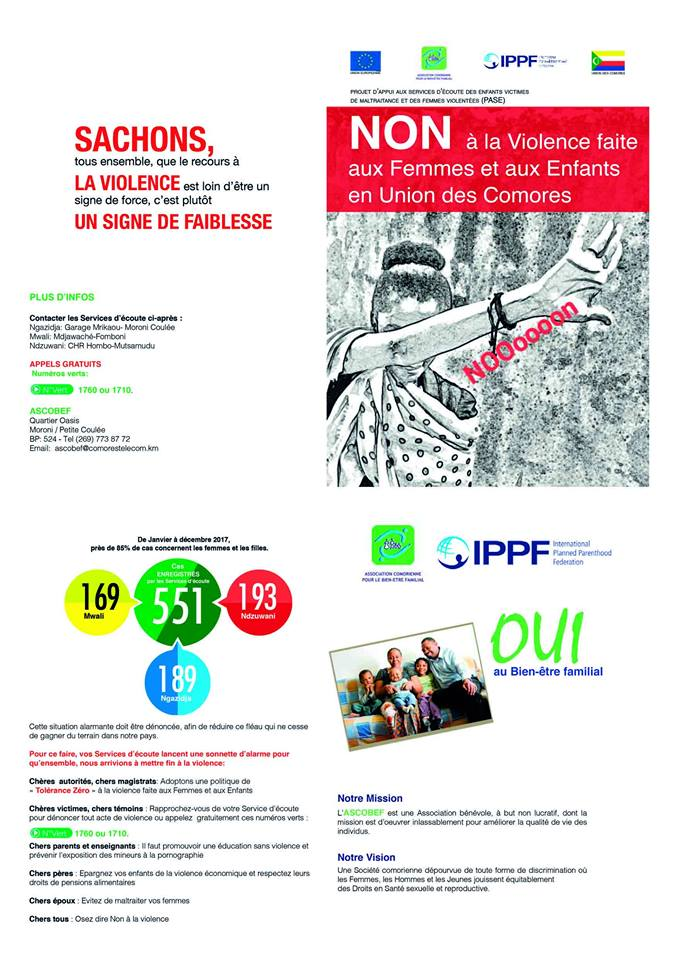 SACHONS,
tous ensemble, que le recours à
LA VIOLENCE est loin d'être un
signe de force, c'est plutôt
UN SIGNE DE FAIBLESSE
PLUS D'INFOS
Contacter les Services d'écoute ci-après :
Ngazidja: Garage Mrikaou- Moroni Coulée
Mwali: Mdjawaché-Fomboni
Ndzuwani: CHR Hombo-Mutsamudu
APPELS GRATUITS
Numéros verts:
N°Vert 1760 ou 1710.
ASCOBEF
Quartier Oasis
Moroni / Petite Coulée
BP: 524 - Tel (269) 773 87 72
Email: ascobef@comorestelecom.km
UNION EUROPÉENNE
ASSOCIATION COMORIENNE
POUR LE BIEN-ETRE FAMILIAL
IPPF
UNION DES COMORES
PROJET D'APPUI AUX SERVICES D'ÉCOUTE DES ENFANTS VICTIMES
DE MALTRAITANCE ET DES FEMMES VIOLENTÉES (PASE)
NON à la Violence faite
aux Femmes et aux Enfants
en Union des Comores
NOOooooon
De Janvier à décembre 2017,
près de 85% de cas concernent les femmes et les filles.
Cas
ENREGISTRÉS
par les Services d'écoute
551
169
Mwali
193
Ndzuwani
189
Ngazidja
Cette situation alarmante doit être dénoncée, afin de réduire ce fléau qui ne cesse
de gagner du terrain dans notre pays.
Pour ce faire, vos Services d'écoute lancent une sonnette d'alarme pour
qu'ensemble, nous arrivions à mettre fin à la violence:
Chères autorités, chers magistrats: Adoptons une politique de
« Tolérance Zéro » à la violence faite aux Femmes et aux Enfants
Chères victimes, chers témoins : Rapprochez-vous de votre Service d'écoute
pour dénoncer tout acte de violence ou appelez gratuitement ces numéros verts :
N°Vert 1760 ou 1710.
Chers parents et enseignants : Il faut promouvoir une éducation sans violence et
prévenir l'exposition des mineurs à la pornographie
Chers pères : Epargnez vos enfants de la violence économique et respectez leurs
droits de pensions alimentaires
Chers époux : Evitez de maltraiter vos femmes
Chers tous : Osez dire Non à la violence
ASSOCIATION COMORIENNE
POUR LE BIEN-ETRE FAMILIAL
IPPF International
Planned Parenthood
Federation
OUI
au Bien-être familial
Notre Mission
L'ASCOBEF est une Association bénévole, à but non lucratif, dont la
mission est d'oeuvrer inlassablement pour améliorer la qualité de vie des
individus.
Notre Vision
Une Société comorienne dépourvue de toute forme de discrimination où
les Femmes, les Hommes et les Jeunes jouissent équitablement
des Droits en Santé sexuelle et reproductive.